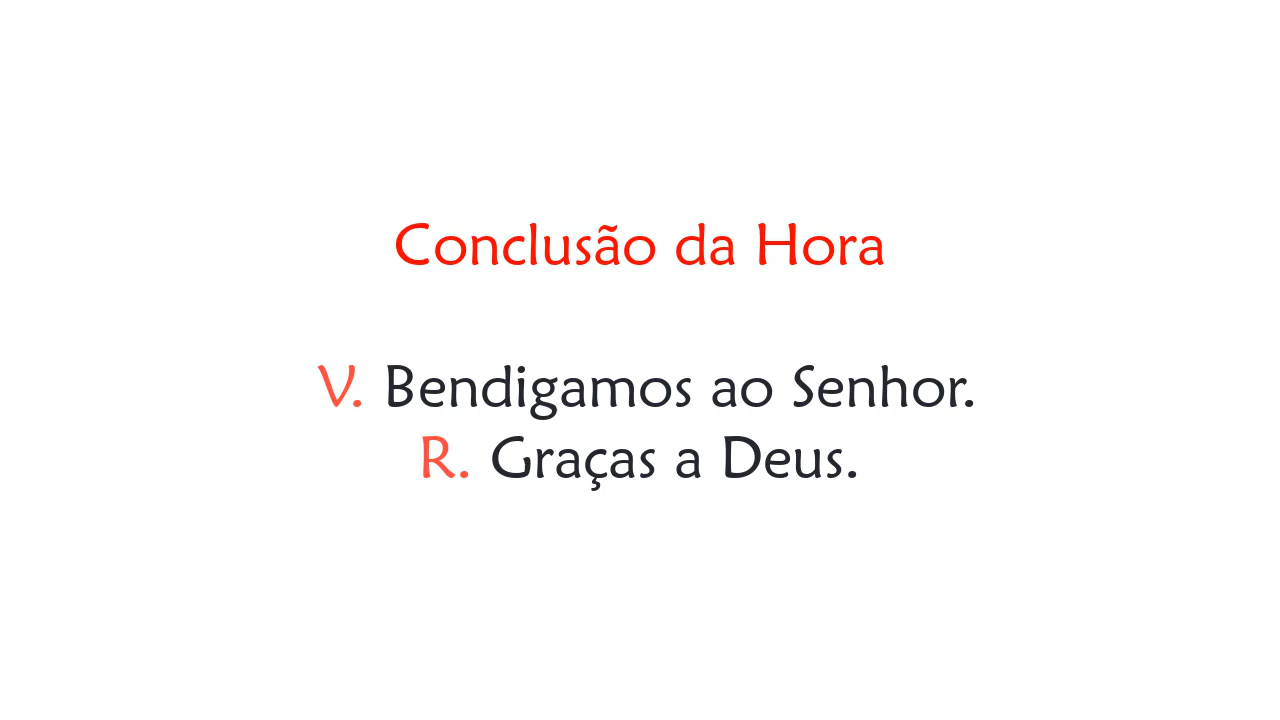 Conclusão da Hora
V. Bendigamos ao Senhor.
R. Graças a Deus.